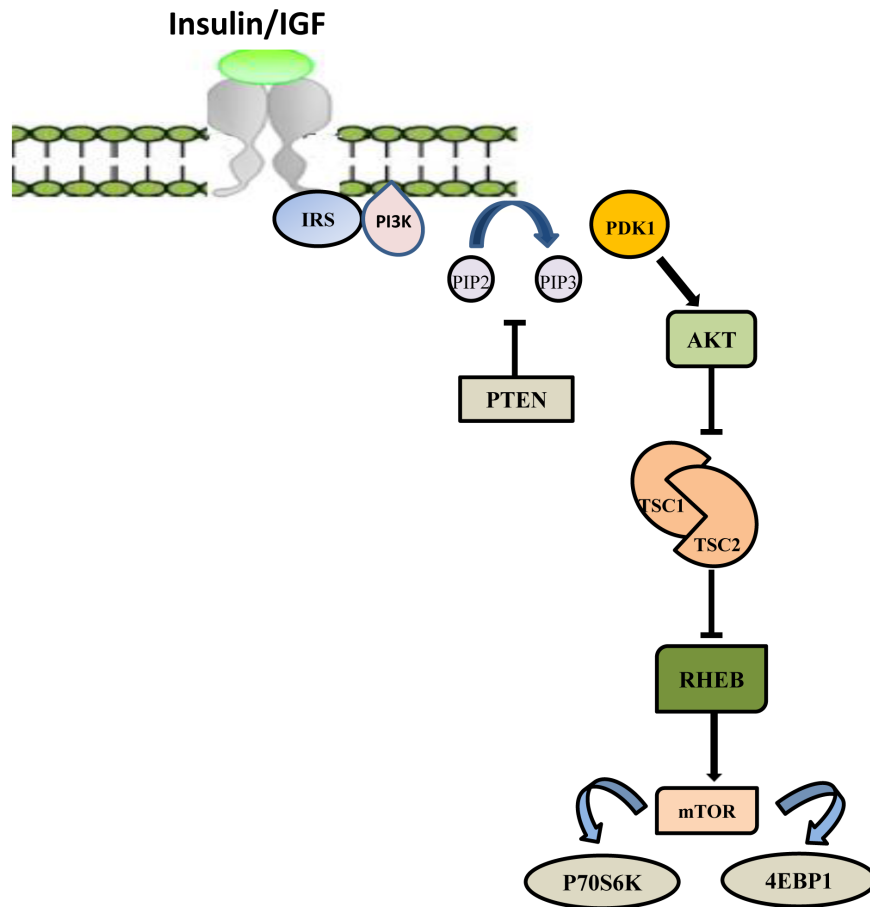 Insulin/IGF
IRS
PI3K
PDK1
PIP2
PIP3
AKT
PTEN
TSC1
TSC2
RHEB
mTOR
P70S6K
4EBP1